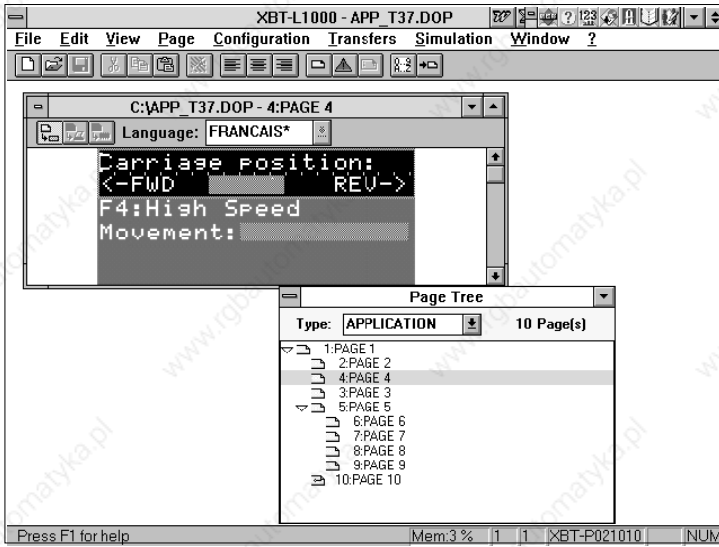 XBT-L1000 - APP_T37.DOP
File Edit View Page Configuration Transfers Simulation Window ?
C:\APP_T37.DOP - 4:PAGE 4
Language: FRANCAIS*
Carriage position:
<-FWD REV->
F4:High Speed
Movement:
Page Tree
Type: APPLICATION 10 Page(s)
1:PAGE 1
2:PAGE 2
4:PAGE 4
3:PAGE 3
5:PAGE 5
6:PAGE 6
7:PAGE 7
8:PAGE 8
9:PAGE 9
10:PAGE 10
Press F1 for help Mem:3 % 1 1 XBT-P021010 NUM
www.rgbautomatyka.pl